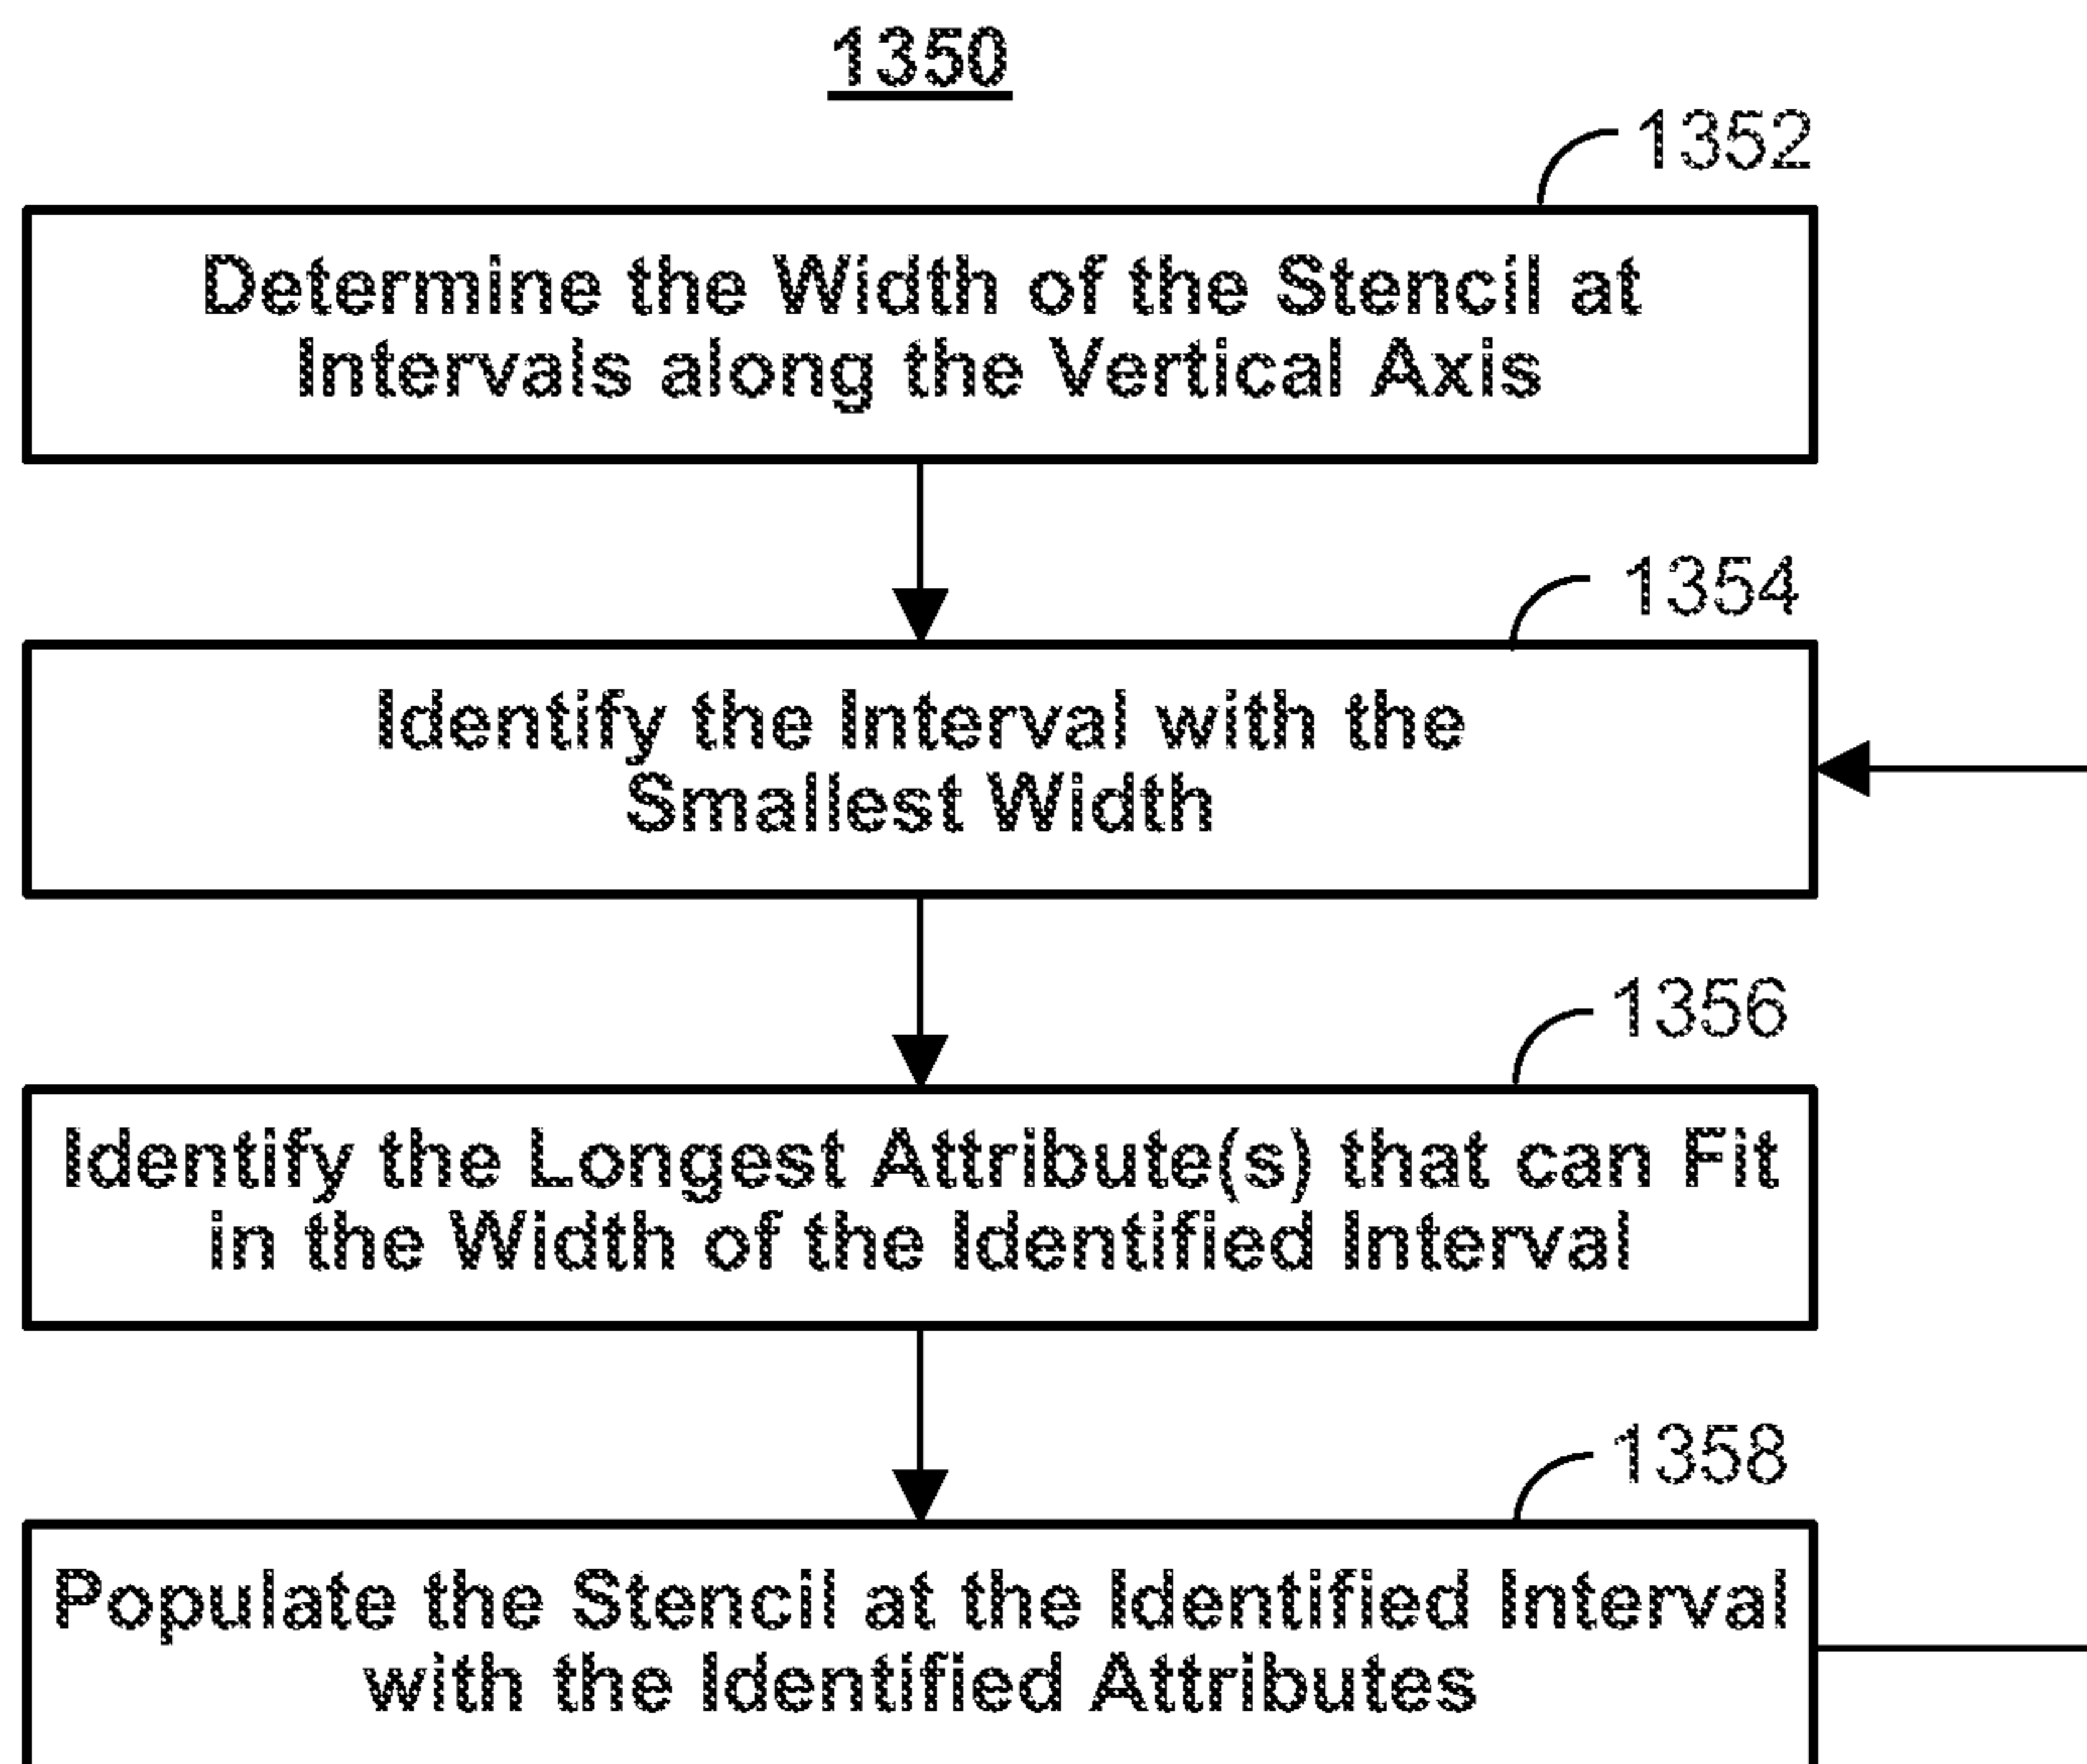 1350
1352
Determine the Width of the Stencil at
Intervals along the Vertical Axis
1354
Identify the Interval with the
Smallest Width
1356
Identify the Longest Attribute(s) that can Fit
in the Width of the Identified Interval
1358
Populate the Stencil at the Identified Interval
with the Identified Attributes